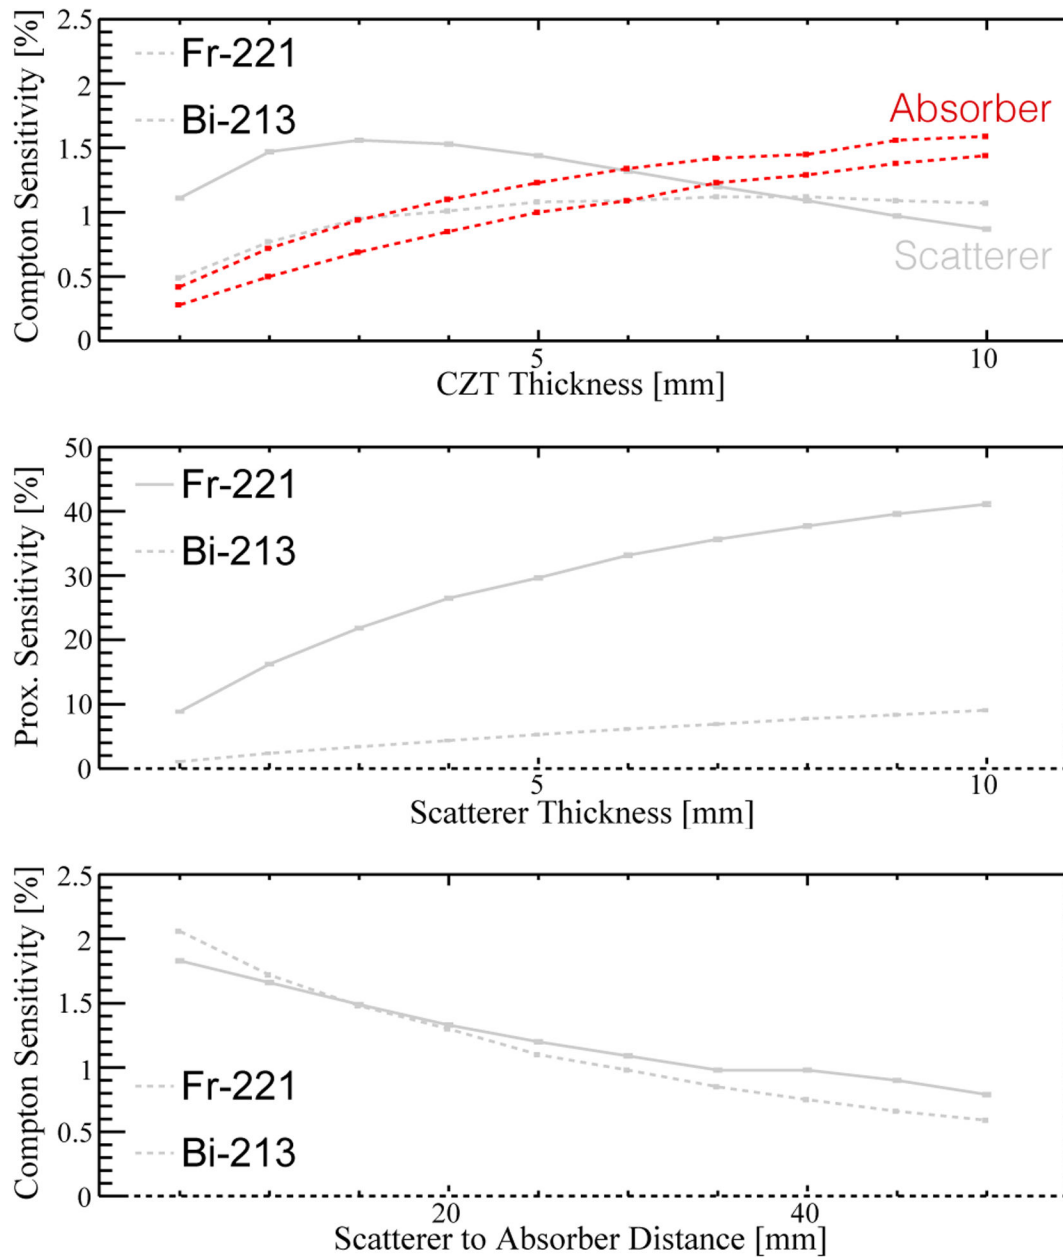 Compton Sensitivity [%]
2.5
2
1.5
1
0.5
0
Fr-221
Bi-213
Absorber
Scatterer
5
10
CZT Thickness [mm]
Prox. Sensitivity [%]
50
40
30
20
10
0
Fr-221
Bi-213
5
10
Scatterer Thickness [mm]
Compton Sensitivity [%]
2.5
2
1.5
1
0.5
0
Fr-221
Bi-213
20
40
Scatterer to Absorber Distance [mm]